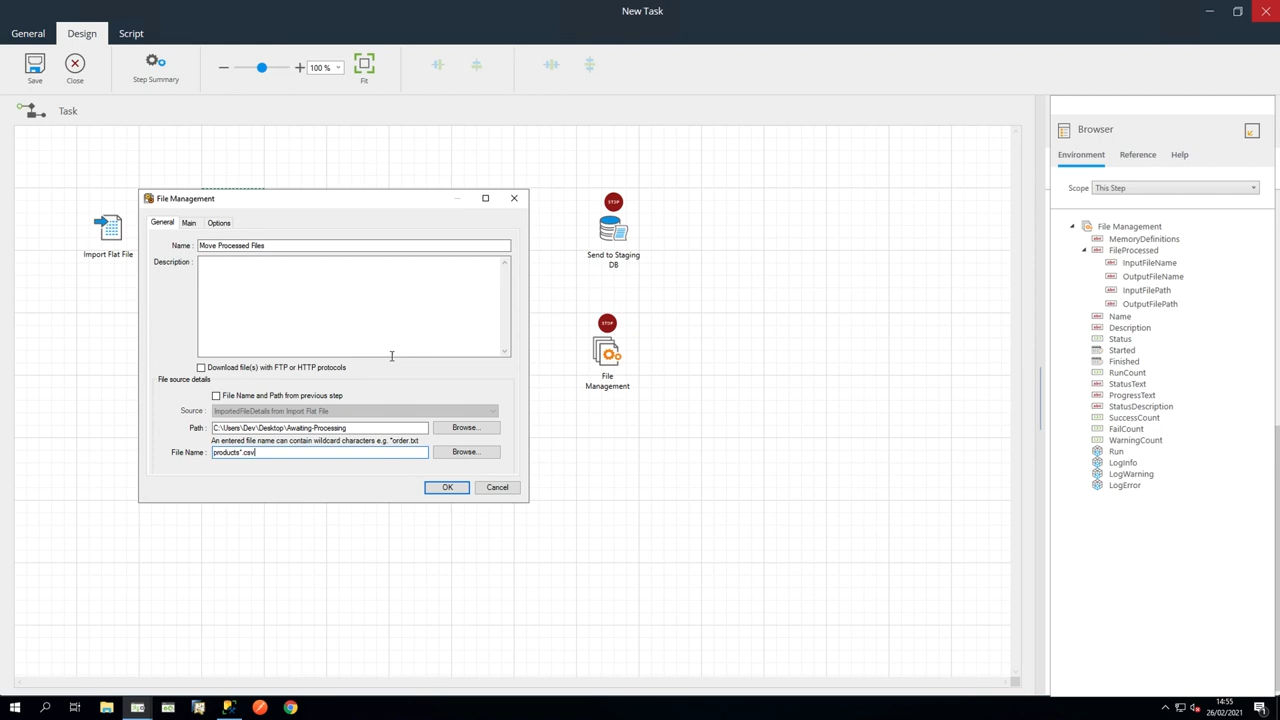 New Task
General
Design
Script
Save
Close
Step Summary
100 %
Fit
Task
Browser
Environment
Reference
Help
Scope
This Step
File Management
MemoryDefinitions
FileProcessed
InputFileName
OutputFileName
InputFilePath
OutputFilePath
Name
Description
Status
Started
Finished
RunCount
StatusText
ProgressText
StatusDescription
SuccessCount
FailCount
WarningCount
Run
LogInfo
LogWarning
LogError
Import Flat File
STOP
Send to Staging
DB
STOP
File
Management
File Management
General
Main
Options
Name :
Move Processed Files
Description :
Download file(s) with FTP or HTTP protocols
File source details
File Name and Path from previous step
Source :
ImportedFileDetails from Import Flat File
Path :
C:\Users\Dev\Desktop\Awaiting-Processing
Browse...
An entered file name can contain wildcard characters e.g. *order.txt
File Name :
products*.csv
Browse...
OK
Cancel
14:55
26/02/2021